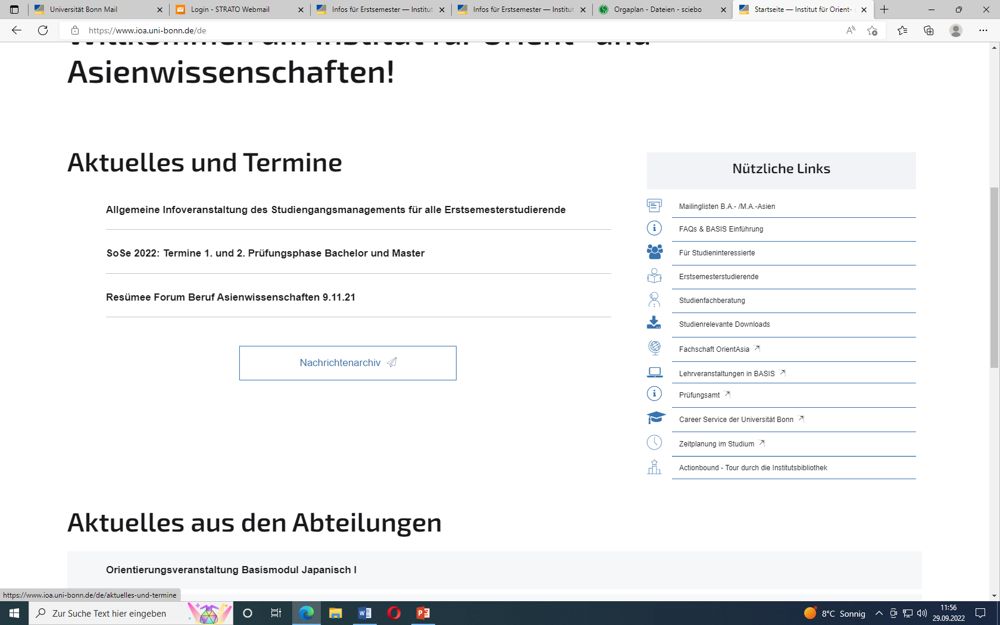 Universität Bonn Mail
Login - STRATO Webmail
Infos für Erstsemester — Institut
Infos für Erstsemester — Institut
Orgaplan - Dateien - sciebo
Startseite — Institut für Orient-
https://www.ioa.uni-bonn.de/de
Willkommen am Institut für Orient- und
Asienwissenschaften!
Aktuelles und Termine
Allgemeine Infoveranstaltung des Studiengangsmanagements für alle Erstsemesterstudierende
SoSe 2022: Termine 1. und 2. Prüfungsphase Bachelor und Master
Resümee Forum Beruf Asienwissenschaften 9.11.21
Nachrichtenarchiv
Nützliche Links
Mailinglisten B.A.- /M.A.-Asien
FAQs & BASIS Einführung
Für Studieninteressierte
Erstsemesterstudierende
Studienfachberatung
Studienrelevante Downloads
Fachschaft OrientAsia
Lehrveranstaltungen in BASIS
Prüfungsamt
Career Service der Universität Bonn
Zeitplanung im Studium
Actionbound - Tour durch die Institutsbibliothek
Aktuelles aus den Abteilungen
Orientierungsveranstaltung Basismodul Japanisch I
https://www.ioa.uni-bonn.de/de/aktuelles-und-termine
Zur Suche Text hier eingeben
8°C Sonnig
11:56
29.09.2022